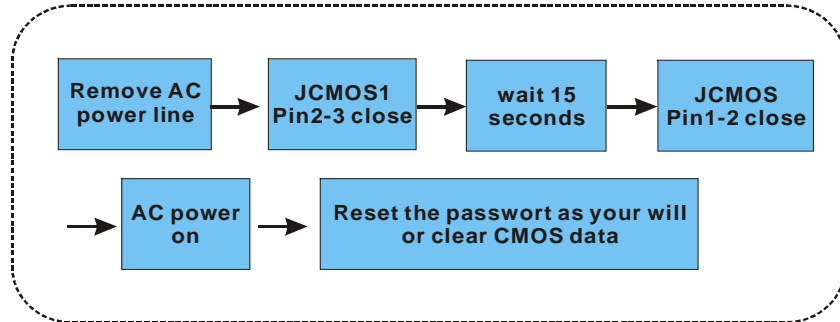 Remove AC
power line
JCMOS1
Pin2-3 close
wait 15
seconds
JCMOS
Pin1-2 close
AC power
on
Reset the passwort as your will
or clear CMOS data